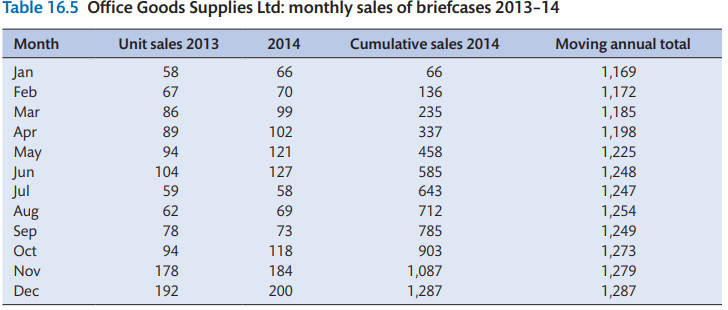 Table 16.5 Office Goods Supplies Ltd: monthly sales of briefcases 2013–14
Month Unit sales 2013 2014 Cumulative sales 2014 Moving annual total
Jan 58 66 66 1,169
Feb 67 70 136 1,172
Mar 86 99 235 1,185
Apr 89 102 337 1,198
May 94 121 458 1,225
Jun 104 127 585 1,248
Jul 59 58 643 1,247
Aug 62 69 712 1,254
Sep 78 73 785 1,249
Oct 94 118 903 1,273
Nov 178 184 1,087 1,279
Dec 192 200 1,287 1,287